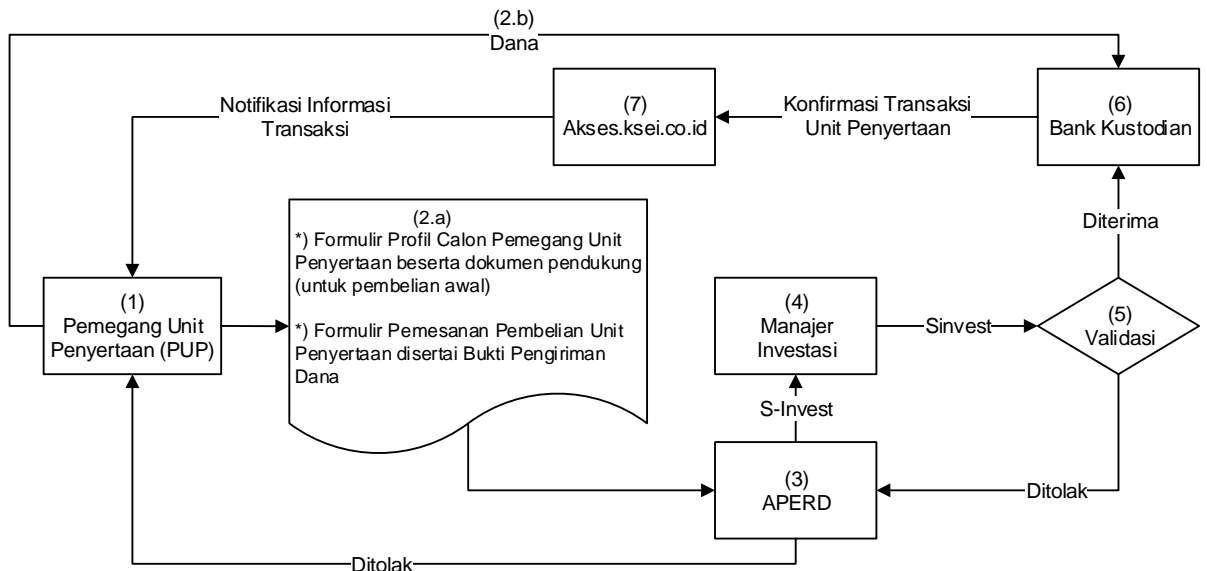 (2.b)
Dana
Notifikasi Informasi
Transaksi
(7)
Akses.ksei.co.id
Konfirmasi Transaksi
Unit Penyertaan
(6)
Bank Kustodian
(2.a)
*) Formulir Profil Calon Pemegang Unit
Penyertaan beserta dokumen pendukung
(untuk pembelian awal)
*) Formulir Pemesanan Pembelian Unit
Penyertaan disertai Bukti Pengiriman
Dana
Diterima
(1)
Pemegang Unit
Penyertaan (PUP)
(4)
Manajer
Investasi
Sinvest
(5)
Validasi
S-Invest
(3)
APERD
Ditolak
Ditolak